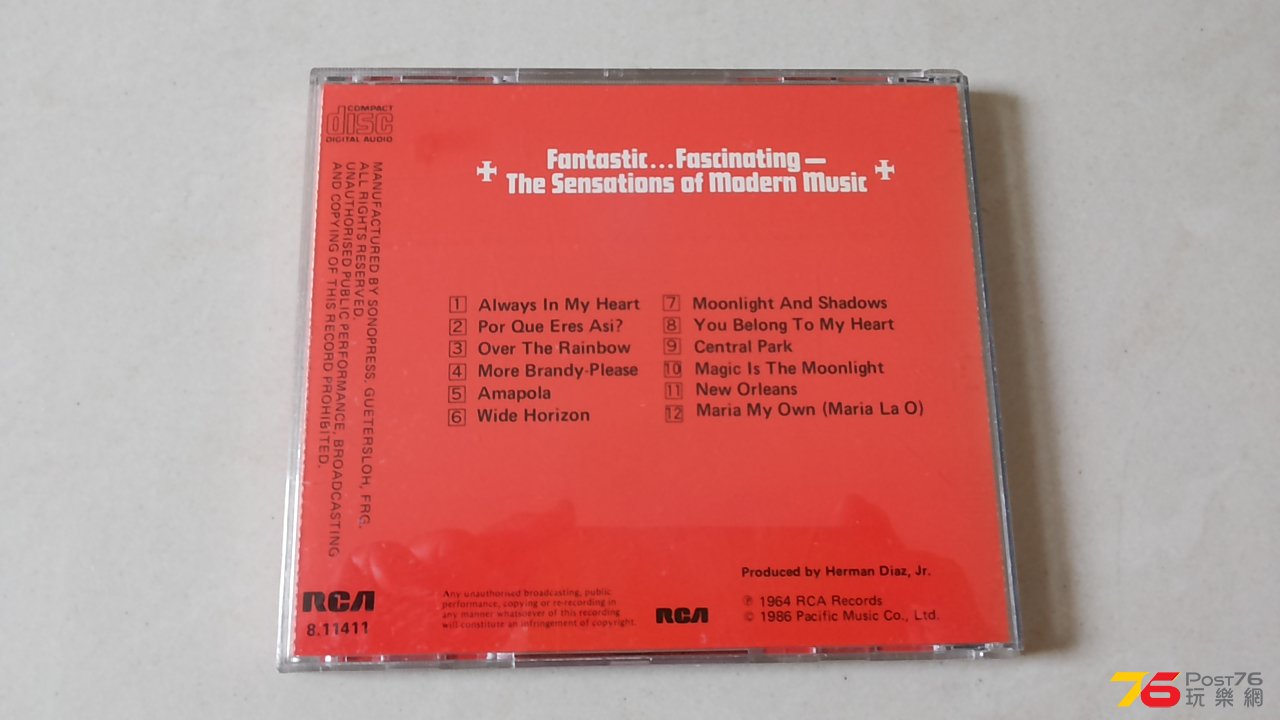 COMPACT
disc
DIGITAL AUDIO
MANUFACTURED BY SONOPRESS, GUETERSLOH, FRG.
ALL RIGHTS RESERVED.
UNAUTHORISED PUBLIC PERFORMANCE, BROADCASTING
AND COPYING OF THIS RECORD PROHIBITED.
Fantastic...Fascinating—
The Sensations of Modern Music
1 Always In My Heart
2 Por Que Eres Asi?
3 Over The Rainbow
4 More Brandy-Please
5 Amapola
6 Wide Horizon
7 Moonlight And Shadows
8 You Belong To My Heart
9 Central Park
10 Magic Is The Moonlight
11 New Orleans
12 Maria My Own (Maria La O)
Produced by Herman Diaz, Jr.
RCA
8.11411
Any unauthorised broadcasting, public
performance, copying or re-recording in
any manner whatsoever of this recording
will constitute an infringement of copyright.
RCA
℗ 1964 RCA Records
© 1986 Pacific Music Co., Ltd.
76 Post76
玩樂網